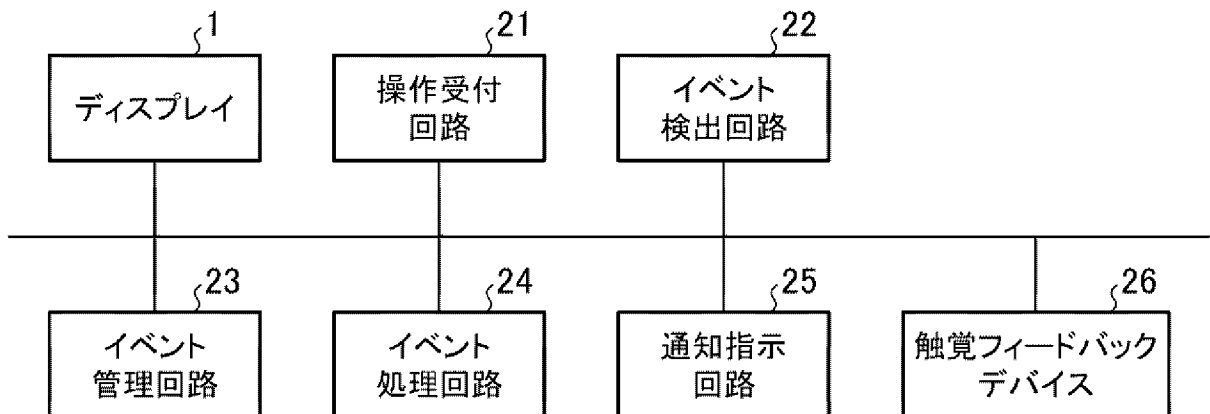 1
ディスプレイ
21
操作受付
回路
22
イベント
検出回路
23
イベント
管理回路
24
イベント
処理回路
25
通知指示
回路
26
触覚フィードバック
デバイス